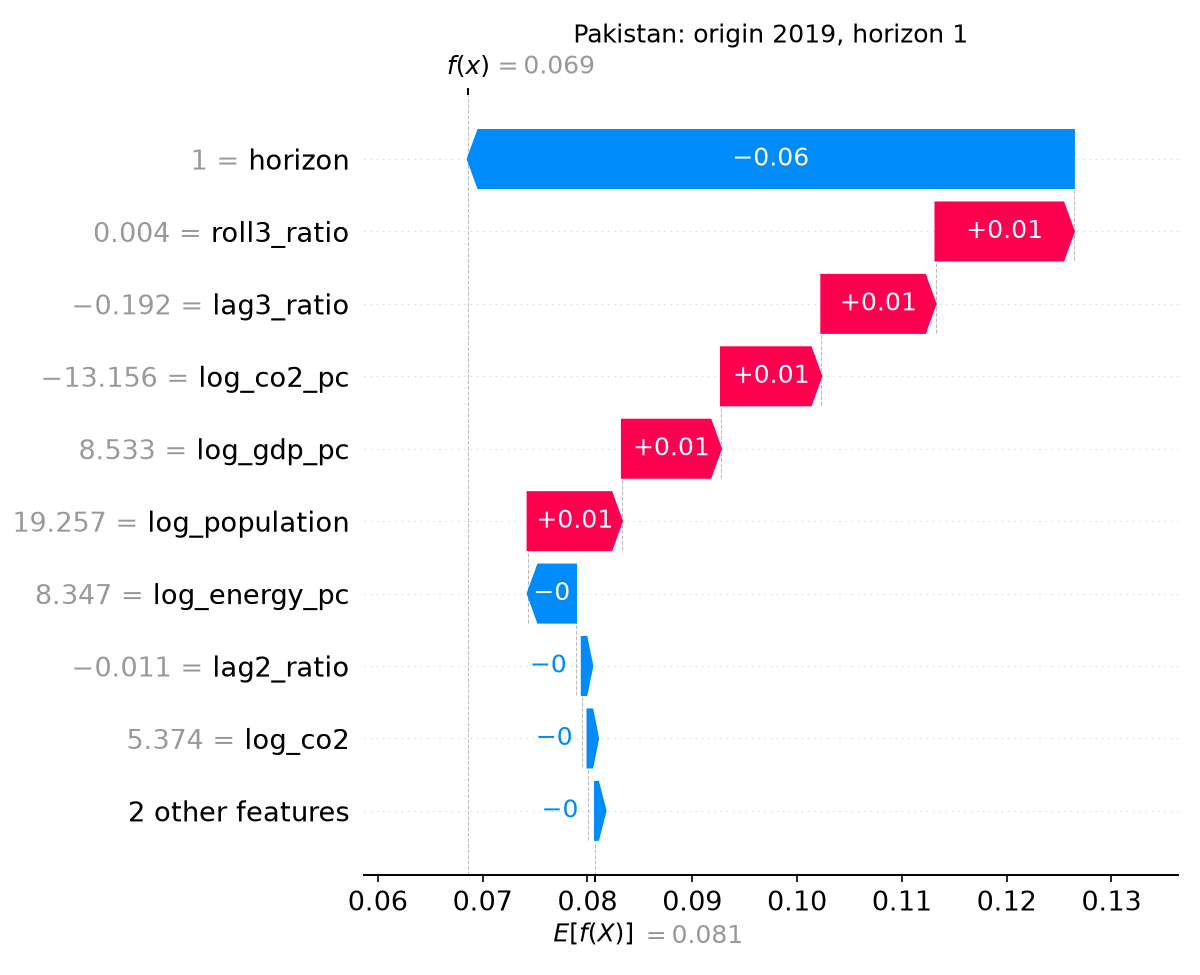 Pakistan: origin 2019, horizon 1
f(x) = 0.069
1 = horizon
−0.06
0.004 = roll3_ratio
+0.01
−0.192 = lag3_ratio
+0.01
−13.156 = log_co2_pc
+0.01
8.533 = log_gdp_pc
+0.01
19.257 = log_population
+0.01
8.347 = log_energy_pc
−0
−0.011 = lag2_ratio
−0
5.374 = log_co2
−0
2 other features
−0
0.06 0.07 0.08 0.09 0.10 0.11 0.12 0.13
E[f(X)] = 0.081